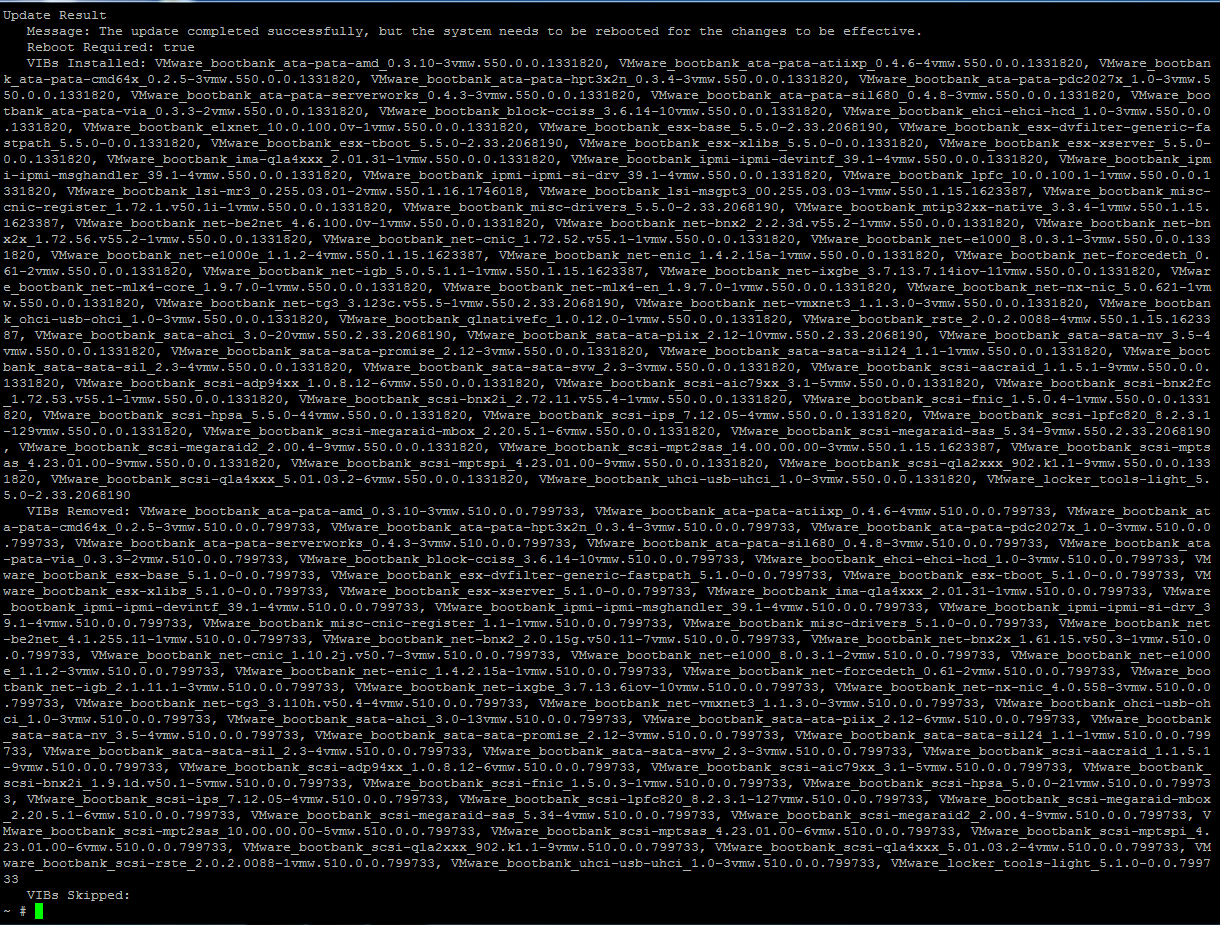 Update Result
   Message: The update completed successfully, but the system needs to be rebooted for the changes to be effective.
   Reboot Required: true
   VIBs Installed: VMware_bootbank_ata-pata-amd_0.3.10-3vmw.550.0.0.1331820, VMware_bootbank_ata-pata-atiixp_0.4.6-4vmw.550.0.0.1331820, VMware_bootban
k_ata-pata-cmd64x_0.2.5-3vmw.550.0.0.1331820, VMware_bootbank_ata-pata-hpt3x2n_0.3.4-3vmw.550.0.0.1331820, VMware_bootbank_ata-pata-pdc2027x_1.0-3vmw.5
50.0.0.1331820, VMware_bootbank_ata-pata-serverworks_0.4.3-3vmw.550.0.0.1331820, VMware_bootbank_ata-pata-sil680_0.4.8-3vmw.550.0.0.1331820, VMware_boo
tbank_ata-pata-via_0.3.3-2vmw.550.0.0.1331820, VMware_bootbank_block-cciss_3.6.14-10vmw.550.0.0.1331820, VMware_bootbank_ehci-ehci-hcd_1.0-3vmw.550.0.0
.1331820, VMware_bootbank_elxnet_10.0.100.0v-1vmw.550.0.0.1331820, VMware_bootbank_esx-base_5.5.0-2.33.2068190, VMware_bootbank_esx-dvfilter-generic-fa
stpath_5.5.0-0.0.1331820, VMware_bootbank_esx-tboot_5.5.0-2.33.2068190, VMware_bootbank_esx-xlibs_5.5.0-0.0.1331820, VMware_bootbank_esx-xserver_5.5.0-
0.0.1331820, VMware_bootbank_ima-qla4xxx_2.01.31-1vmw.550.0.0.1331820, VMware_bootbank_ipmi-ipmi-devintf_39.1-4vmw.550.0.0.1331820, VMware_bootbank_ipm
i-ipmi-msghandler_39.1-4vmw.550.0.0.1331820, VMware_bootbank_ipmi-ipmi-si-drv_39.1-4vmw.550.0.0.1331820, VMware_bootbank_lpfc_10.0.100.1-1vmw.550.0.0.1
331820, VMware_bootbank_lsi-mr3_0.255.03.01-2vmw.550.1.16.1746018, VMware_bootbank_lsi-msgpt3_00.255.03.03-1vmw.550.1.15.1623387, VMware_bootbank_misc-
cnic-register_1.72.1.v50.1i-1vmw.550.0.0.1331820, VMware_bootbank_misc-drivers_5.5.0-2.33.2068190, VMware_bootbank_mtip32xx-native_3.3.4-1vmw.550.1.15.
1623387, VMware_bootbank_net-be2net_4.6.100.0v-1vmw.550.0.0.1331820, VMware_bootbank_net-bnx2_2.2.3d.v55.2-1vmw.550.0.0.1331820, VMware_bootbank_net-bn
x2x_1.72.56.v55.2-1vmw.550.0.0.1331820, VMware_bootbank_net-cnic_1.72.52.v55.1-1vmw.550.0.0.1331820, VMware_bootbank_net-e1000_8.0.3.1-3vmw.550.0.0.133
1820, VMware_bootbank_net-e1000e_1.1.2-4vmw.550.1.15.1623387, VMware_bootbank_net-enic_1.4.2.15a-1vmw.550.0.0.1331820, VMware_bootbank_net-forcedeth_0.
61-2vmw.550.0.0.1331820, VMware_bootbank_net-igb_5.0.5.1.1-1vmw.550.1.15.1623387, VMware_bootbank_net-ixgbe_3.7.13.7.14iov-11vmw.550.0.0.1331820, VMwar
e_bootbank_net-mlx4-core_1.9.7.0-1vmw.550.0.0.1331820, VMware_bootbank_net-mlx4-en_1.9.7.0-1vmw.550.0.0.1331820, VMware_bootbank_net-nx-nic_5.0.621-1vm
w.550.0.0.1331820, VMware_bootbank_net-tg3_3.123c.v55.5-1vmw.550.2.33.2068190, VMware_bootbank_net-vmxnet3_1.1.3.0-3vmw.550.0.0.1331820, VMware_bootban
k_ohci-usb-ohci_1.0-3vmw.550.0.0.1331820, VMware_bootbank_qlnativefc_1.0.12.0-1vmw.550.0.0.1331820, VMware_bootbank_rste_2.0.2.0088-4vmw.550.1.15.16233
87, VMware_bootbank_sata-ahci_3.0-20vmw.550.2.33.2068190, VMware_bootbank_sata-ata-piix_2.12-10vmw.550.2.33.2068190, VMware_bootbank_sata-sata-nv_3.5-4
vmw.550.0.0.1331820, VMware_bootbank_sata-sata-promise_2.12-3vmw.550.0.0.1331820, VMware_bootbank_sata-sata-sil24_1.1-1vmw.550.0.0.1331820, VMware_boot
bank_sata-sata-sil_2.3-4vmw.550.0.0.1331820, VMware_bootbank_sata-sata-svw_2.3-3vmw.550.0.0.1331820, VMware_bootbank_scsi-aacraid_1.1.5.1-9vmw.550.0.0.
1331820, VMware_bootbank_scsi-adp94xx_1.0.8.12-6vmw.550.0.0.1331820, VMware_bootbank_scsi-aic79xx_3.1-5vmw.550.0.0.1331820, VMware_bootbank_scsi-bnx2fc
_1.72.53.v55.1-1vmw.550.0.0.1331820, VMware_bootbank_scsi-bnx2i_2.72.11.v55.4-1vmw.550.0.0.1331820, VMware_bootbank_scsi-fnic_1.5.0.4-1vmw.550.0.0.1331
820, VMware_bootbank_scsi-hpsa_5.5.0-44vmw.550.0.0.1331820, VMware_bootbank_scsi-ips_7.12.05-4vmw.550.0.0.1331820, VMware_bootbank_scsi-lpfc820_8.2.3.1
-129vmw.550.0.0.1331820, VMware_bootbank_scsi-megaraid-mbox_2.20.5.1-6vmw.550.0.0.1331820, VMware_bootbank_scsi-megaraid-sas_5.34-9vmw.550.2.33.2068190
, VMware_bootbank_scsi-megaraid2_2.00.4-9vmw.550.0.0.1331820, VMware_bootbank_scsi-mpt2sas_14.00.00.00-3vmw.550.1.15.1623387, VMware_bootbank_scsi-mpts
as_4.23.01.00-9vmw.550.0.0.1331820, VMware_bootbank_scsi-mptspi_4.23.01.00-9vmw.550.0.0.1331820, VMware_bootbank_scsi-qla2xxx_902.k1.1-9vmw.550.0.0.133
1820, VMware_bootbank_scsi-qla4xxx_5.01.03.2-6vmw.550.0.0.1331820, VMware_bootbank_uhci-usb-uhci_1.0-3vmw.550.0.0.1331820, VMware_locker_tools-light_5.
5.0-2.33.2068190
   VIBs Removed: VMware_bootbank_ata-pata-amd_0.3.10-3vmw.510.0.0.799733, VMware_bootbank_ata-pata-atiixp_0.4.6-4vmw.510.0.0.799733, VMware_bootbank_at
a-pata-cmd64x_0.2.5-3vmw.510.0.0.799733, VMware_bootbank_ata-pata-hpt3x2n_0.3.4-3vmw.510.0.0.799733, VMware_bootbank_ata-pata-pdc2027x_1.0-3vmw.510.0.0
.799733, VMware_bootbank_ata-pata-serverworks_0.4.3-3vmw.510.0.0.799733, VMware_bootbank_ata-pata-sil680_0.4.8-3vmw.510.0.0.799733, VMware_bootbank_ata
-pata-via_0.3.3-2vmw.510.0.0.799733, VMware_bootbank_block-cciss_3.6.14-10vmw.510.0.0.799733, VMware_bootbank_ehci-ehci-hcd_1.0-3vmw.510.0.0.799733, VM
ware_bootbank_esx-base_5.1.0-0.0.799733, VMware_bootbank_esx-dvfilter-generic-fastpath_5.1.0-0.0.799733, VMware_bootbank_esx-tboot_5.1.0-0.0.799733, VM
ware_bootbank_esx-xlibs_5.1.0-0.0.799733, VMware_bootbank_esx-xserver_5.1.0-0.0.799733, VMware_bootbank_ima-qla4xxx_2.01.31-1vmw.510.0.0.799733, VMware
_bootbank_ipmi-ipmi-devintf_39.1-4vmw.510.0.0.799733, VMware_bootbank_ipmi-ipmi-msghandler_39.1-4vmw.510.0.0.799733, VMware_bootbank_ipmi-ipmi-si-drv_3
9.1-4vmw.510.0.0.799733, VMware_bootbank_misc-cnic-register_1.1-1vmw.510.0.0.799733, VMware_bootbank_misc-drivers_5.1.0-0.0.799733, VMware_bootbank_net
-be2net_4.1.255.11-1vmw.510.0.0.799733, VMware_bootbank_net-bnx2_2.0.15g.v50.11-7vmw.510.0.0.799733, VMware_bootbank_net-bnx2x_1.61.15.v50.3-1vmw.510.0
.0.799733, VMware_bootbank_net-cnic_1.10.2j.v50.7-3vmw.510.0.0.799733, VMware_bootbank_net-e1000_8.0.3.1-2vmw.510.0.0.799733, VMware_bootbank_net-e1000
e_1.1.2-3vmw.510.0.0.799733, VMware_bootbank_net-enic_1.4.2.15a-1vmw.510.0.0.799733, VMware_bootbank_net-forcedeth_0.61-2vmw.510.0.0.799733, VMware_boo
tbank_net-igb_2.1.11.1-3vmw.510.0.0.799733, VMware_bootbank_net-ixgbe_3.7.13.6iov-10vmw.510.0.0.799733, VMware_bootbank_net-nx-nic_4.0.558-3vmw.510.0.0
.799733, VMware_bootbank_net-tg3_3.110h.v50.4-4vmw.510.0.0.799733, VMware_bootbank_net-vmxnet3_1.1.3.0-3vmw.510.0.0.799733, VMware_bootbank_ohci-usb-oh
ci_1.0-3vmw.510.0.0.799733, VMware_bootbank_sata-ahci_3.0-13vmw.510.0.0.799733, VMware_bootbank_sata-ata-piix_2.12-6vmw.510.0.0.799733, VMware_bootbank
_sata-sata-nv_3.5-4vmw.510.0.0.799733, VMware_bootbank_sata-sata-promise_2.12-3vmw.510.0.0.799733, VMware_bootbank_sata-sata-sil24_1.1-1vmw.510.0.0.799
733, VMware_bootbank_sata-sata-sil_2.3-4vmw.510.0.0.799733, VMware_bootbank_sata-sata-svw_2.3-3vmw.510.0.0.799733, VMware_bootbank_scsi-aacraid_1.1.5.1
-9vmw.510.0.0.799733, VMware_bootbank_scsi-adp94xx_1.0.8.12-6vmw.510.0.0.799733, VMware_bootbank_scsi-aic79xx_3.1-5vmw.510.0.0.799733, VMware_bootbank_
scsi-bnx2i_1.9.1d.v50.1-5vmw.510.0.0.799733, VMware_bootbank_scsi-fnic_1.5.0.3-1vmw.510.0.0.799733, VMware_bootbank_scsi-hpsa_5.0.0-21vmw.510.0.0.79973
3, VMware_bootbank_scsi-ips_7.12.05-4vmw.510.0.0.799733, VMware_bootbank_scsi-lpfc820_8.2.3.1-127vmw.510.0.0.799733, VMware_bootbank_scsi-megaraid-mbox
_2.20.5.1-6vmw.510.0.0.799733, VMware_bootbank_scsi-megaraid-sas_5.34-4vmw.510.0.0.799733, VMware_bootbank_scsi-megaraid2_2.00.4-9vmw.510.0.0.799733, V
Mware_bootbank_scsi-mpt2sas_10.00.00.00-5vmw.510.0.0.799733, VMware_bootbank_scsi-mptsas_4.23.01.00-6vmw.510.0.0.799733, VMware_bootbank_scsi-mptspi_4.
23.01.00-6vmw.510.0.0.799733, VMware_bootbank_scsi-qla2xxx_902.k1.1-9vmw.510.0.0.799733, VMware_bootbank_scsi-qla4xxx_5.01.03.2-4vmw.510.0.0.799733, VM
ware_bootbank_scsi-rste_2.0.2.0088-1vmw.510.0.0.799733, VMware_bootbank_uhci-usb-uhci_1.0-3vmw.510.0.0.799733, VMware_locker_tools-light_5.1.0-0.0.7997
33
   VIBs Skipped:
~ #